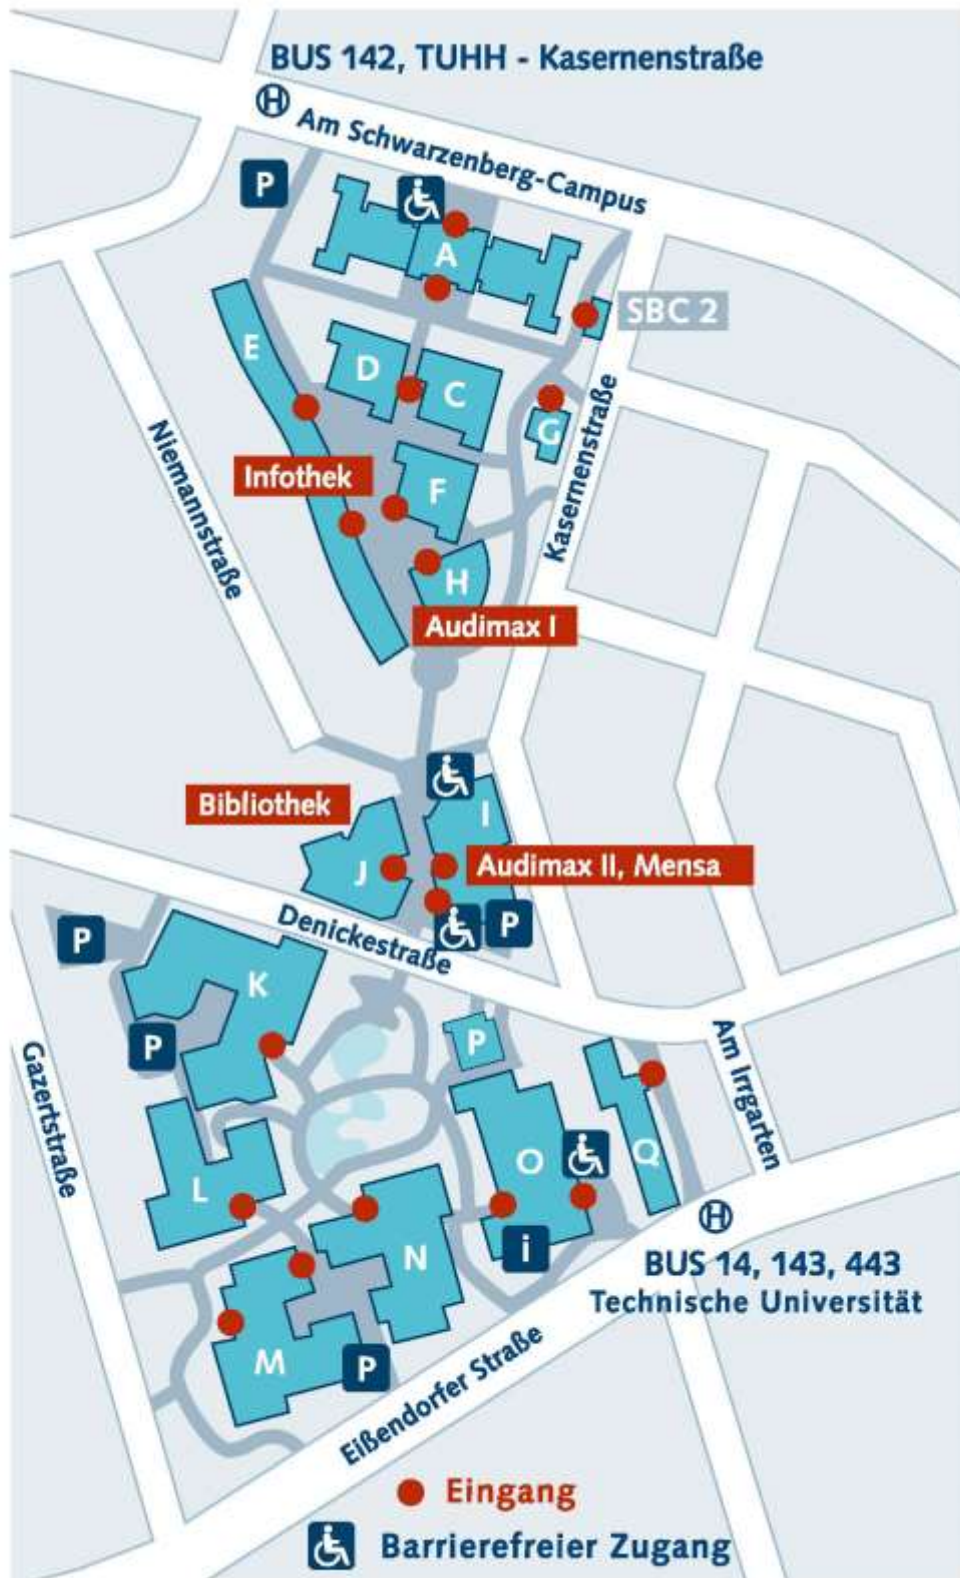 BUS 142, TUHH - Kasernenstraße
H
Am Schwarzenberg-Campus
P
A
SBC 2
E
D
C
G
Niemannstraße
Kasernenstraße
Infothek
F
H
Audimax I
Bibliothek
I
J
Audimax II, Mensa
Denickestraße
P
P
K
P
P
Gazertstraße
Am Irrgarten
L
O
Q
i
N
H
BUS 14, 143, 443
Technische Universität
M
P
Eißendorfer Straße
Eingang
Barrierefreier Zugang